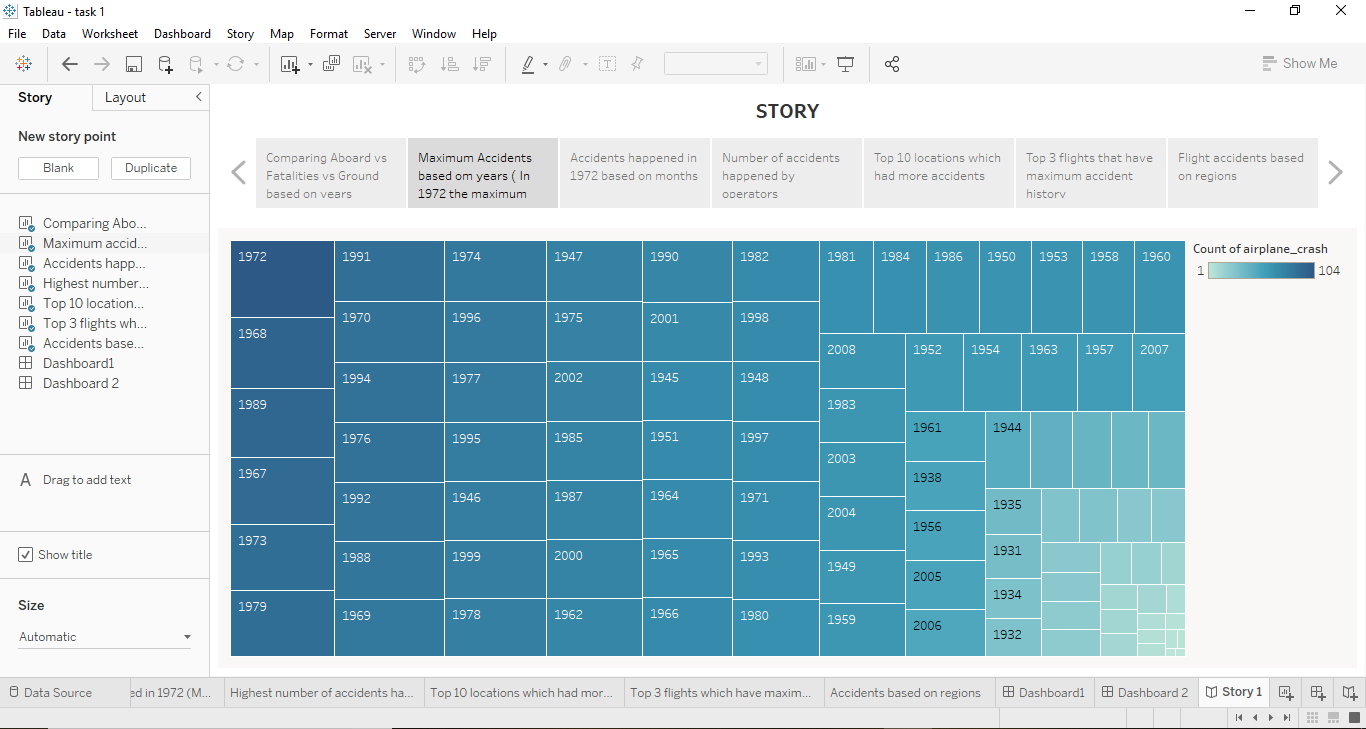 Tableau - task 1
File Data Worksheet Dashboard Story Map Format Server Window Help
Show Me
Story Layout
New story point
Blank Duplicate
Comparing Abo...
Maximum accid...
Accidents happ...
Highest number...
Top 10 location...
Top 3 flights wh...
Accidents base...
Dashboard1
Dashboard 2
A Drag to add text
Show title
Size
Automatic
STORY
Comparing Aboard vs
Fatalities vs Ground
based on years
Maximum Accidents
based om years ( In
1972 the maximum
Accidents happened in
1972 based on months
Number of accidents
happened by
operators
Top 10 locations which
had more accidents
Top 3 flights that have
maximum accident
history
Flight accidents based
on regions
1972
1968
1989
1967
1973
1979
1991
1970
1994
1976
1992
1988
1969
1974
1996
1977
1995
1946
1999
1978
1947
1975
2002
1985
1987
2000
1962
1990
2001
1945
1951
1964
1965
1966
1982
1998
1948
1997
1971
1993
1980
1981 1984 1986 1950 1953 1958 1960
2008
1983
2003
2004
1949
1959
1952 1954 1963 1957 2007
1961
1938
1956
2005
2006
1944
1935
1931
1934
1932
Count of airplane_crash
1 104
Data Source ed in 1972 (M... Highest number of accidents ha... Top 10 locations which had mor... Top 3 flights which have maxim... Accidents based on regions Dashboard1 Dashboard 2 Story 1